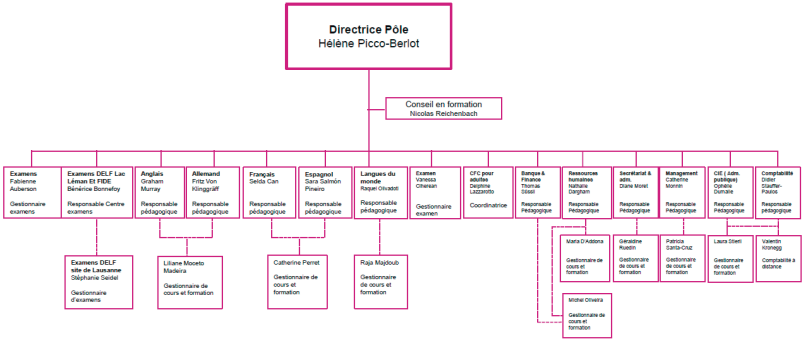 Directrice Pôle
Hélène Picco-Berlot
Conseil en formation
Nicolas Reichenbach
Examens
Fabienne
Auberson
Gestionnaire
examens
Examens DELF Lac
Léman Et FIDE
Bénérice Bonnefoy
Responsable Centre
examens
Anglais
Graham
Murray
Responsable
pédagogique
Allemand
Fritz Von
Klinggräff
Responsable
pédagogique
Français
Selda Can
Responsable
pédagogique
Espagnol
Sara Salmón
Pineiro
Responsable
pédagogique
Langues du
monde
Raquel Olivadoti
Responsable
pédagogique
Examen
Vanessa
Gestionnaire
examen
CFC pour
adultes
Delphine
Lazzarotto
Coordinatrice
Banque &
Finance
Thomas
Responsable
Pédagogique
Ressources
humaines
Nathalie
Dargham
Responsable
Pédagogique
Secrétariat &
adm.
Diane Moret
Responsable
Pédagogique
Management
Catherine
Monnin
Responsable
Pédagogique
CIE ( Adm.
publique)
Ophélie
Dumaine
Responsable
Pédagogique
Comptabilité
Didier
Stauffer-
Responsable
pédagogique
Examens DELF
site de Lausanne
Stéphanie Seidel
Gestionnaire
d'examens
Liliane Moceto
Madeira
Gestionnaire de
cours et formation
Catherine Perret
Gestionnaire de
cours et
formation
Raja Majdoub
Gestionnaire de
cours et
formation
Maria D'Addona
Gestionnaire de
cours et
formation
Géraldine
Ruedin
Gestionnaire de
cours et formation
Patricia
Santa-Cruz
Gestionnaire de
cours et formation
Laura Stierli
Gestionnaire de
cours et
formation
Valentin
Kronegg
Comptabilité à
distance
Michel Oliveira
Gestionnaire de
cours et
formation